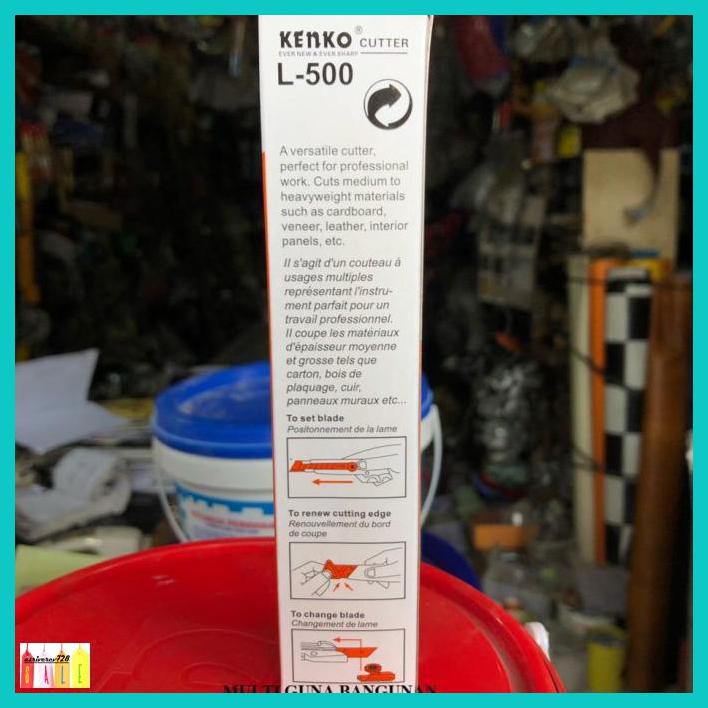 KENKO® CUTTER
EVER NEW & EVER SHARP
L-500
A versatile cutter,
perfect for professional
work. Cuts medium to
heavyweight materials
such as cardboard,
veneer, leather, interior
panels, etc.
Il s'agit d'un couteau à
usages multiples
représentant l'instru-
ment parfait pour un
travail professionnel.
Il coupe les matériaux
d'épaisseur moyenne
et grosse tels que
carton, bois de
plaquage, cuir,
panneaux muraux etc...
To set blade
Positonnement de la lame
To renew cutting edge
Renouvellement du bord
de coupe
To change blade
Changement de lame
MULTI GUNA BANGUNAN
SALE